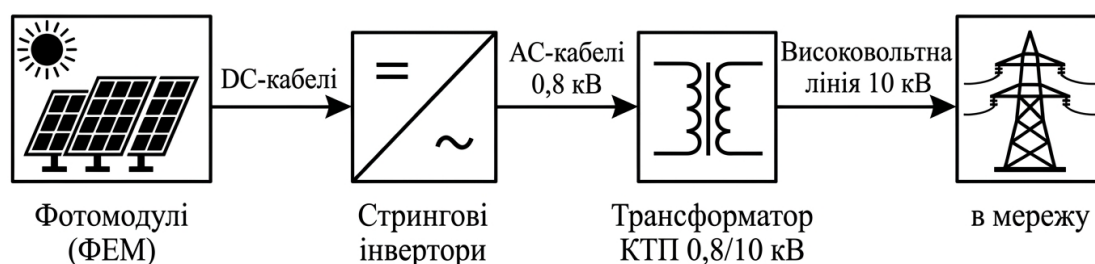 DC-кабелі
АС-кабелі
0,8 кВ
Високовольтна
лінія 10 кВ
Фотомодулі
(ФЕМ)
Стрингові
інвертори
Трансформатор
КТП 0,8/10 кВ
в мережу